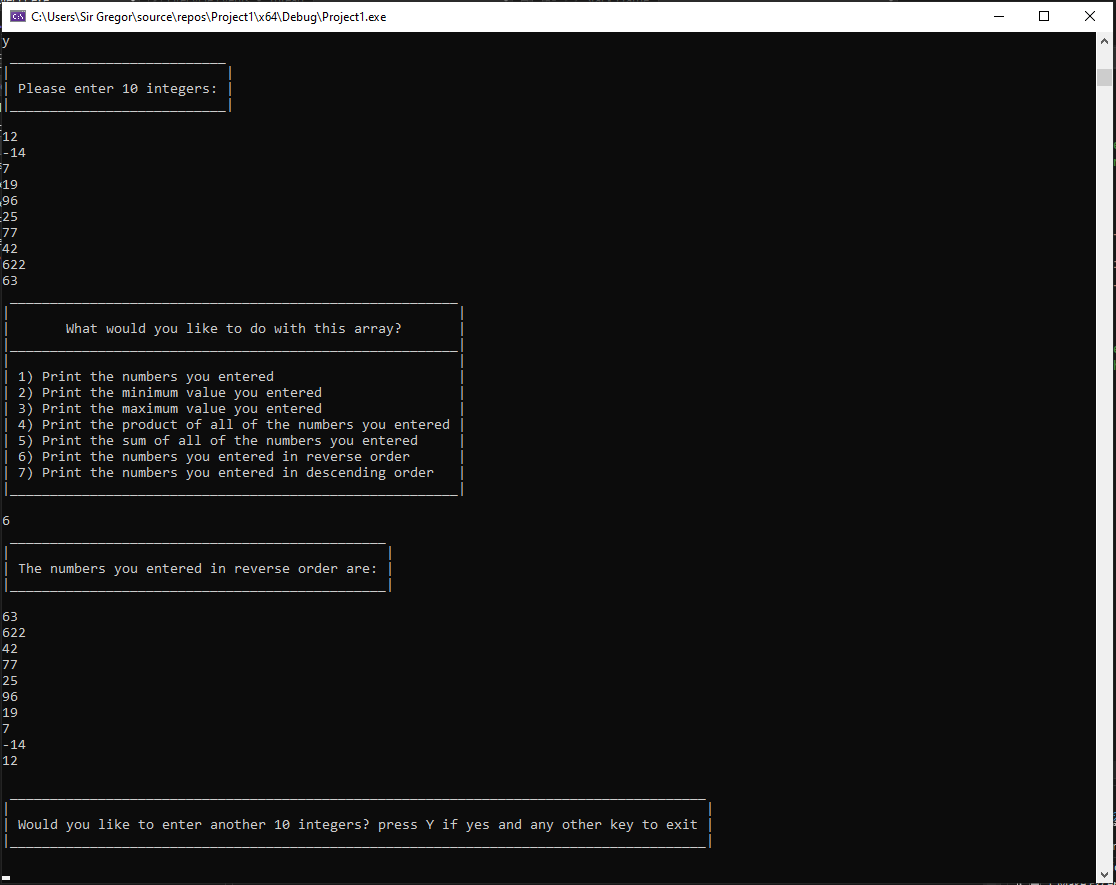 C:\Users\Sir Gregor\source\repos\Project1\x64\Debug\Project1.exe
y
Please enter 10 integers:
12
-14
7
19
96
25
77
42
622
63
What would you like to do with this array?
1) Print the numbers you entered
2) Print the minimum value you entered
3) Print the maximum value you entered
4) Print the product of all of the numbers you entered
5) Print the sum of all of the numbers you entered
6) Print the numbers you entered in reverse order
7) Print the numbers you entered in descending order
6
The numbers you entered in reverse order are:
63
622
42
77
25
96
19
7
-14
12
Would you like to enter another 10 integers? press Y if yes and any other key to exit